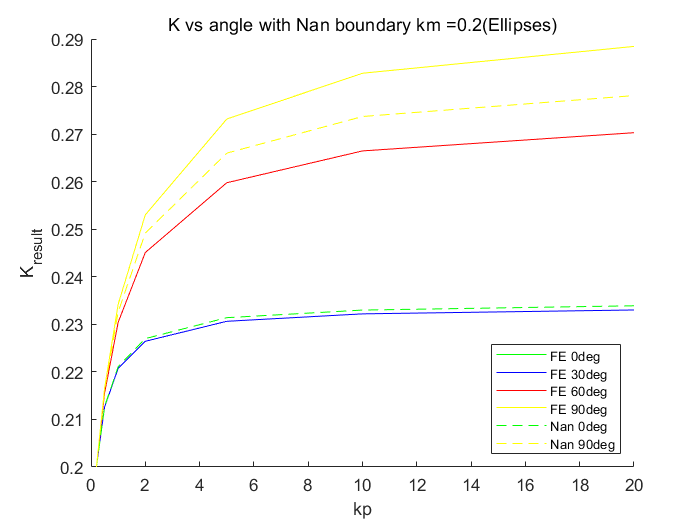 K vs angle with Nan boundary km =0.2(Ellipses)
0.29
0.28
0.27
0.26
0.25
0.24
0.23
0.22
0.21
0.2
K_result
0 2 4 6 8 10 12 14 16 18 20
kp
FE 0deg
FE 30deg
FE 60deg
FE 90deg
Nan 0deg
Nan 90deg